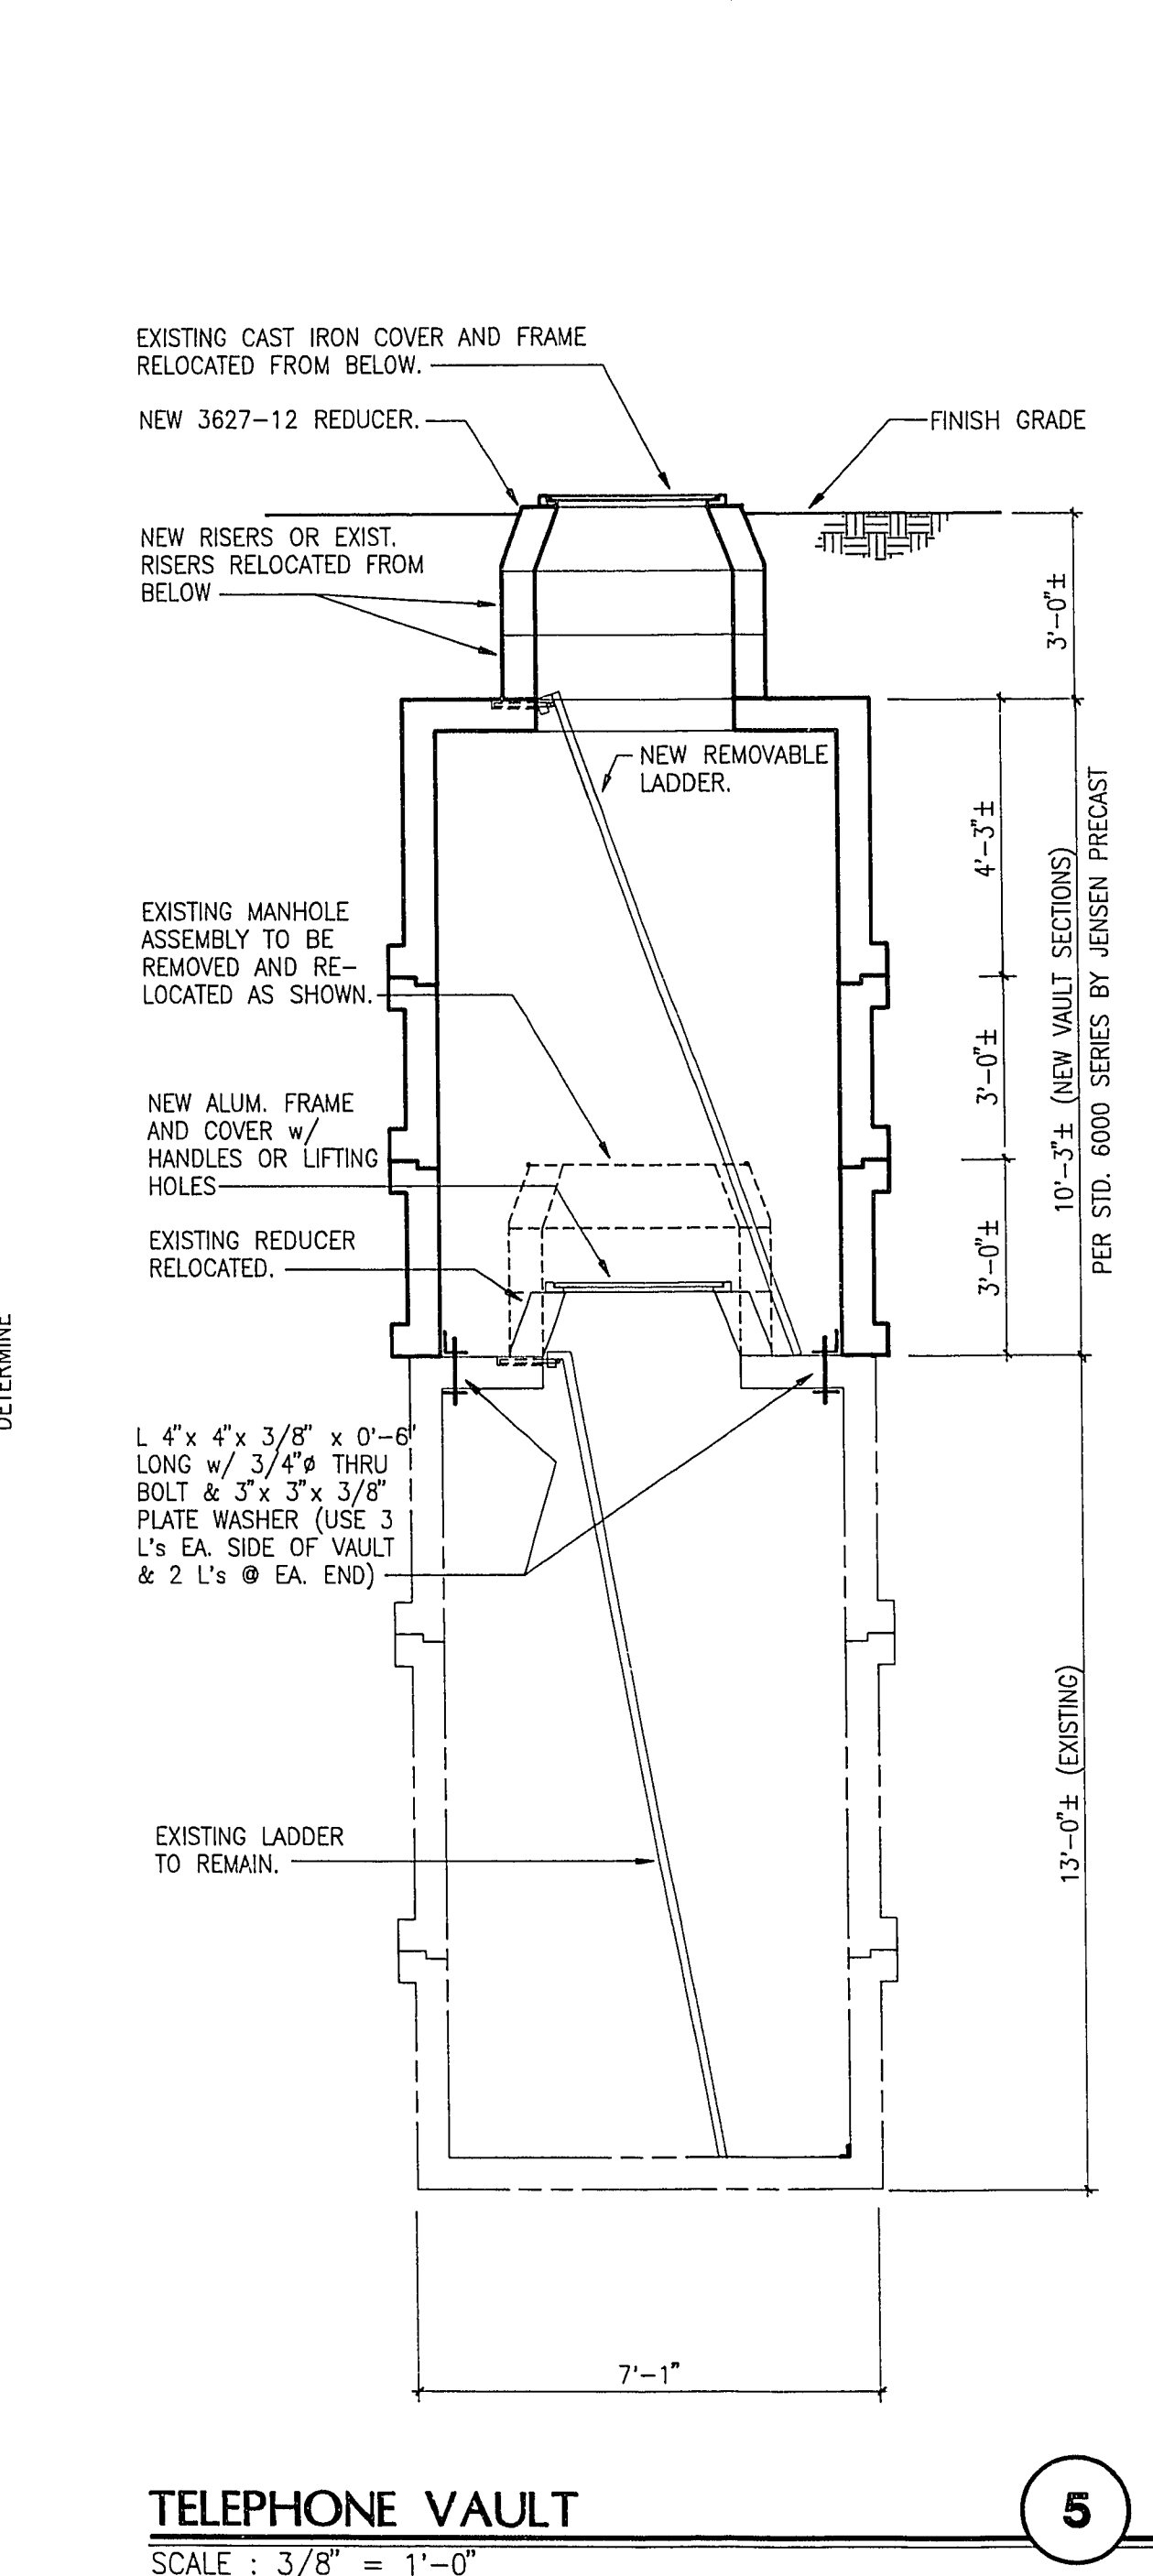 EXISTING CAST IRON COVER AND FRAME
RELOCATED FROM BELOW.
NEW 3627-12 REDUCER.
FINISH GRADE
NEW RISERS OR EXIST.
RISERS RELOCATED FROM
BELOW
3'-0"±
NEW REMOVABLE
LADDER.
4'-3"±
3'-0"±
3'-0"±
10'-3"± (NEW VAULT SECTIONS)
PER STD. 6000 SERIES BY JENSEN PRECAST
EXISTING MANHOLE
ASSEMBLY TO BE
REMOVED AND RE-
LOCATED AS SHOWN.
NEW ALUM. FRAME
AND COVER w/
HANDLES OR LIFTING
HOLES
EXISTING REDUCER
RELOCATED.
DETERMINE
L 4"x 4"x 3/8" x 0'-6"
LONG w/ 3/4"ø THRU
BOLT & 3"x 3"x 3/8"
PLATE WASHER (USE 3
L's EA. SIDE OF VAULT
& 2 L's @ EA. END)
13'-0"± (EXISTING)
EXISTING LADDER
TO REMAIN.
7'-1"
TELEPHONE VAULT
5
SCALE : 3/8" = 1'-0"